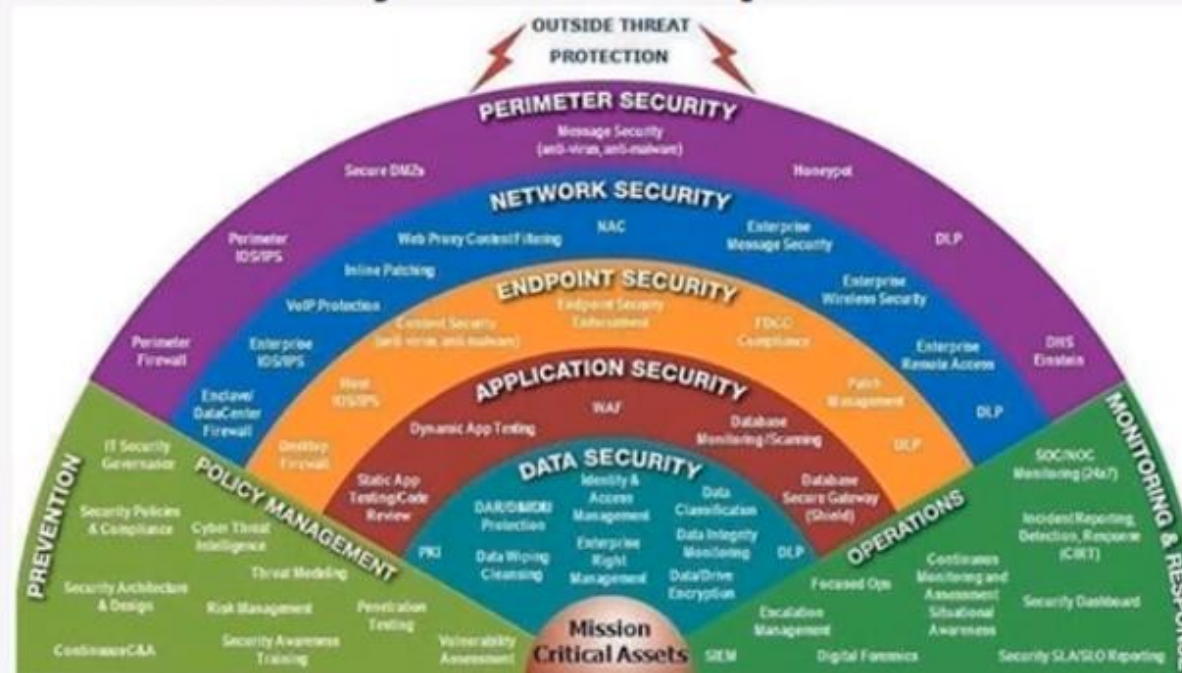 OUTSIDE THREAT
PROTECTION
PERIMETER SECURITY
Message Security
(anti-virus, anti-malware)
Secure DMZs
Honeypot
Perimeter
IDS/IPS
DLP
Perimeter
Firewall
DHS
Einstein
NETWORK SECURITY
NAC
Web Proxy Content Filtering
Enterprise
Message Security
Inline Patching
Enterprise
Wireless Security
VoIP Protection
Enterprise
IDS/IPS
Enterprise
Remote Access
Enclave/
DataCenter
Firewall
DLP
ENDPOINT SECURITY
Endpoint Security
Enforcement
Content Security
(anti-virus, anti-malware)
FDCC
Compliance
Host
IDS/IPS
Patch
Management
Desktop
Firewall
DLP
APPLICATION SECURITY
WAF
Dynamic App Testing
Database
Monitoring/Scanning
Static App
Testing/Code
Review
Database
Secure Gateway
(Shield)
DATA SECURITY
Identity &
Access
Management
Data
Classification
DAR/DIM/DIU
Protection
Data Integrity
Monitoring
PKI
Data Wiping
Cleansing
Enterprise
Right
Management
DLP
Data/Drive
Encryption
Mission
Critical Assets
PREVENTION
POLICY MANAGEMENT
IT Security
Governance
Security Policies
& Compliance
Cyber Threat
Intelligence
Threat Modeling
Security Architecture
& Design
Risk Management
Penetration
Testing
Continuous C&A
Security Awareness
Training
Vulnerability
Assessment
OPERATIONS
MONITORING & RESPONSE
SOC/NOC
Monitoring (24x7)
Incident Reporting,
Detection, Response
(CIRT)
Continuous
Monitoring and
Assessment
Focused Ops
Situational
Awareness
Security Dashboard
Escalation
Management
SIEM
Digital Forensics
Security SLA/SLO Reporting